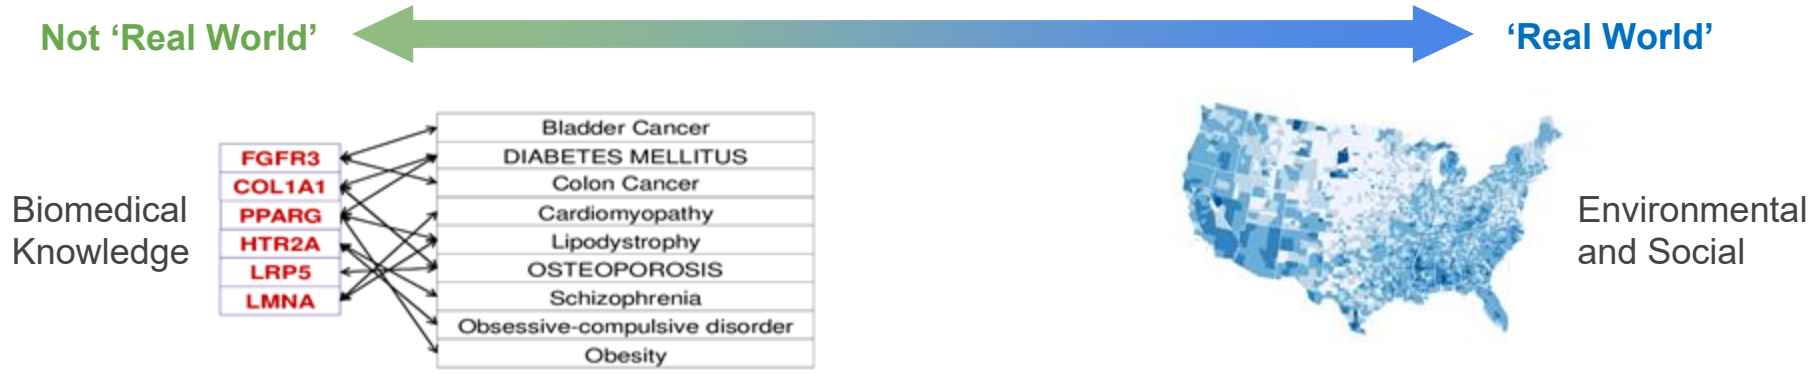 Not ‘Real World’
‘Real World’
Biomedical
Knowledge
FGFR3
COL1A1
PPARG
HTR2A
LRP5
LMNA
Bladder Cancer
DIABETES MELLITUS
Colon Cancer
Cardiomyopathy
Lipodystrophy
OSTEOPOROSIS
Schizophrenia
Obsessive-compulsive disorder
Obesity
Environmental
and Social